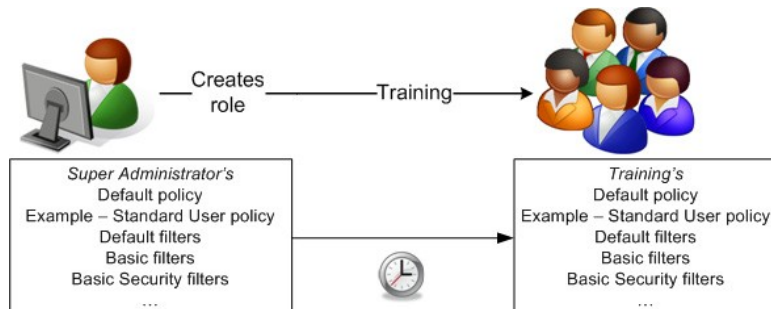 Creates
role
Training
Super Administrator's
Default policy
Example – Standard User policy
Default filters
Basic filters
Basic Security filters
...
Training's
Default policy
Example – Standard User policy
Default filters
Basic filters
Basic Security filters
...